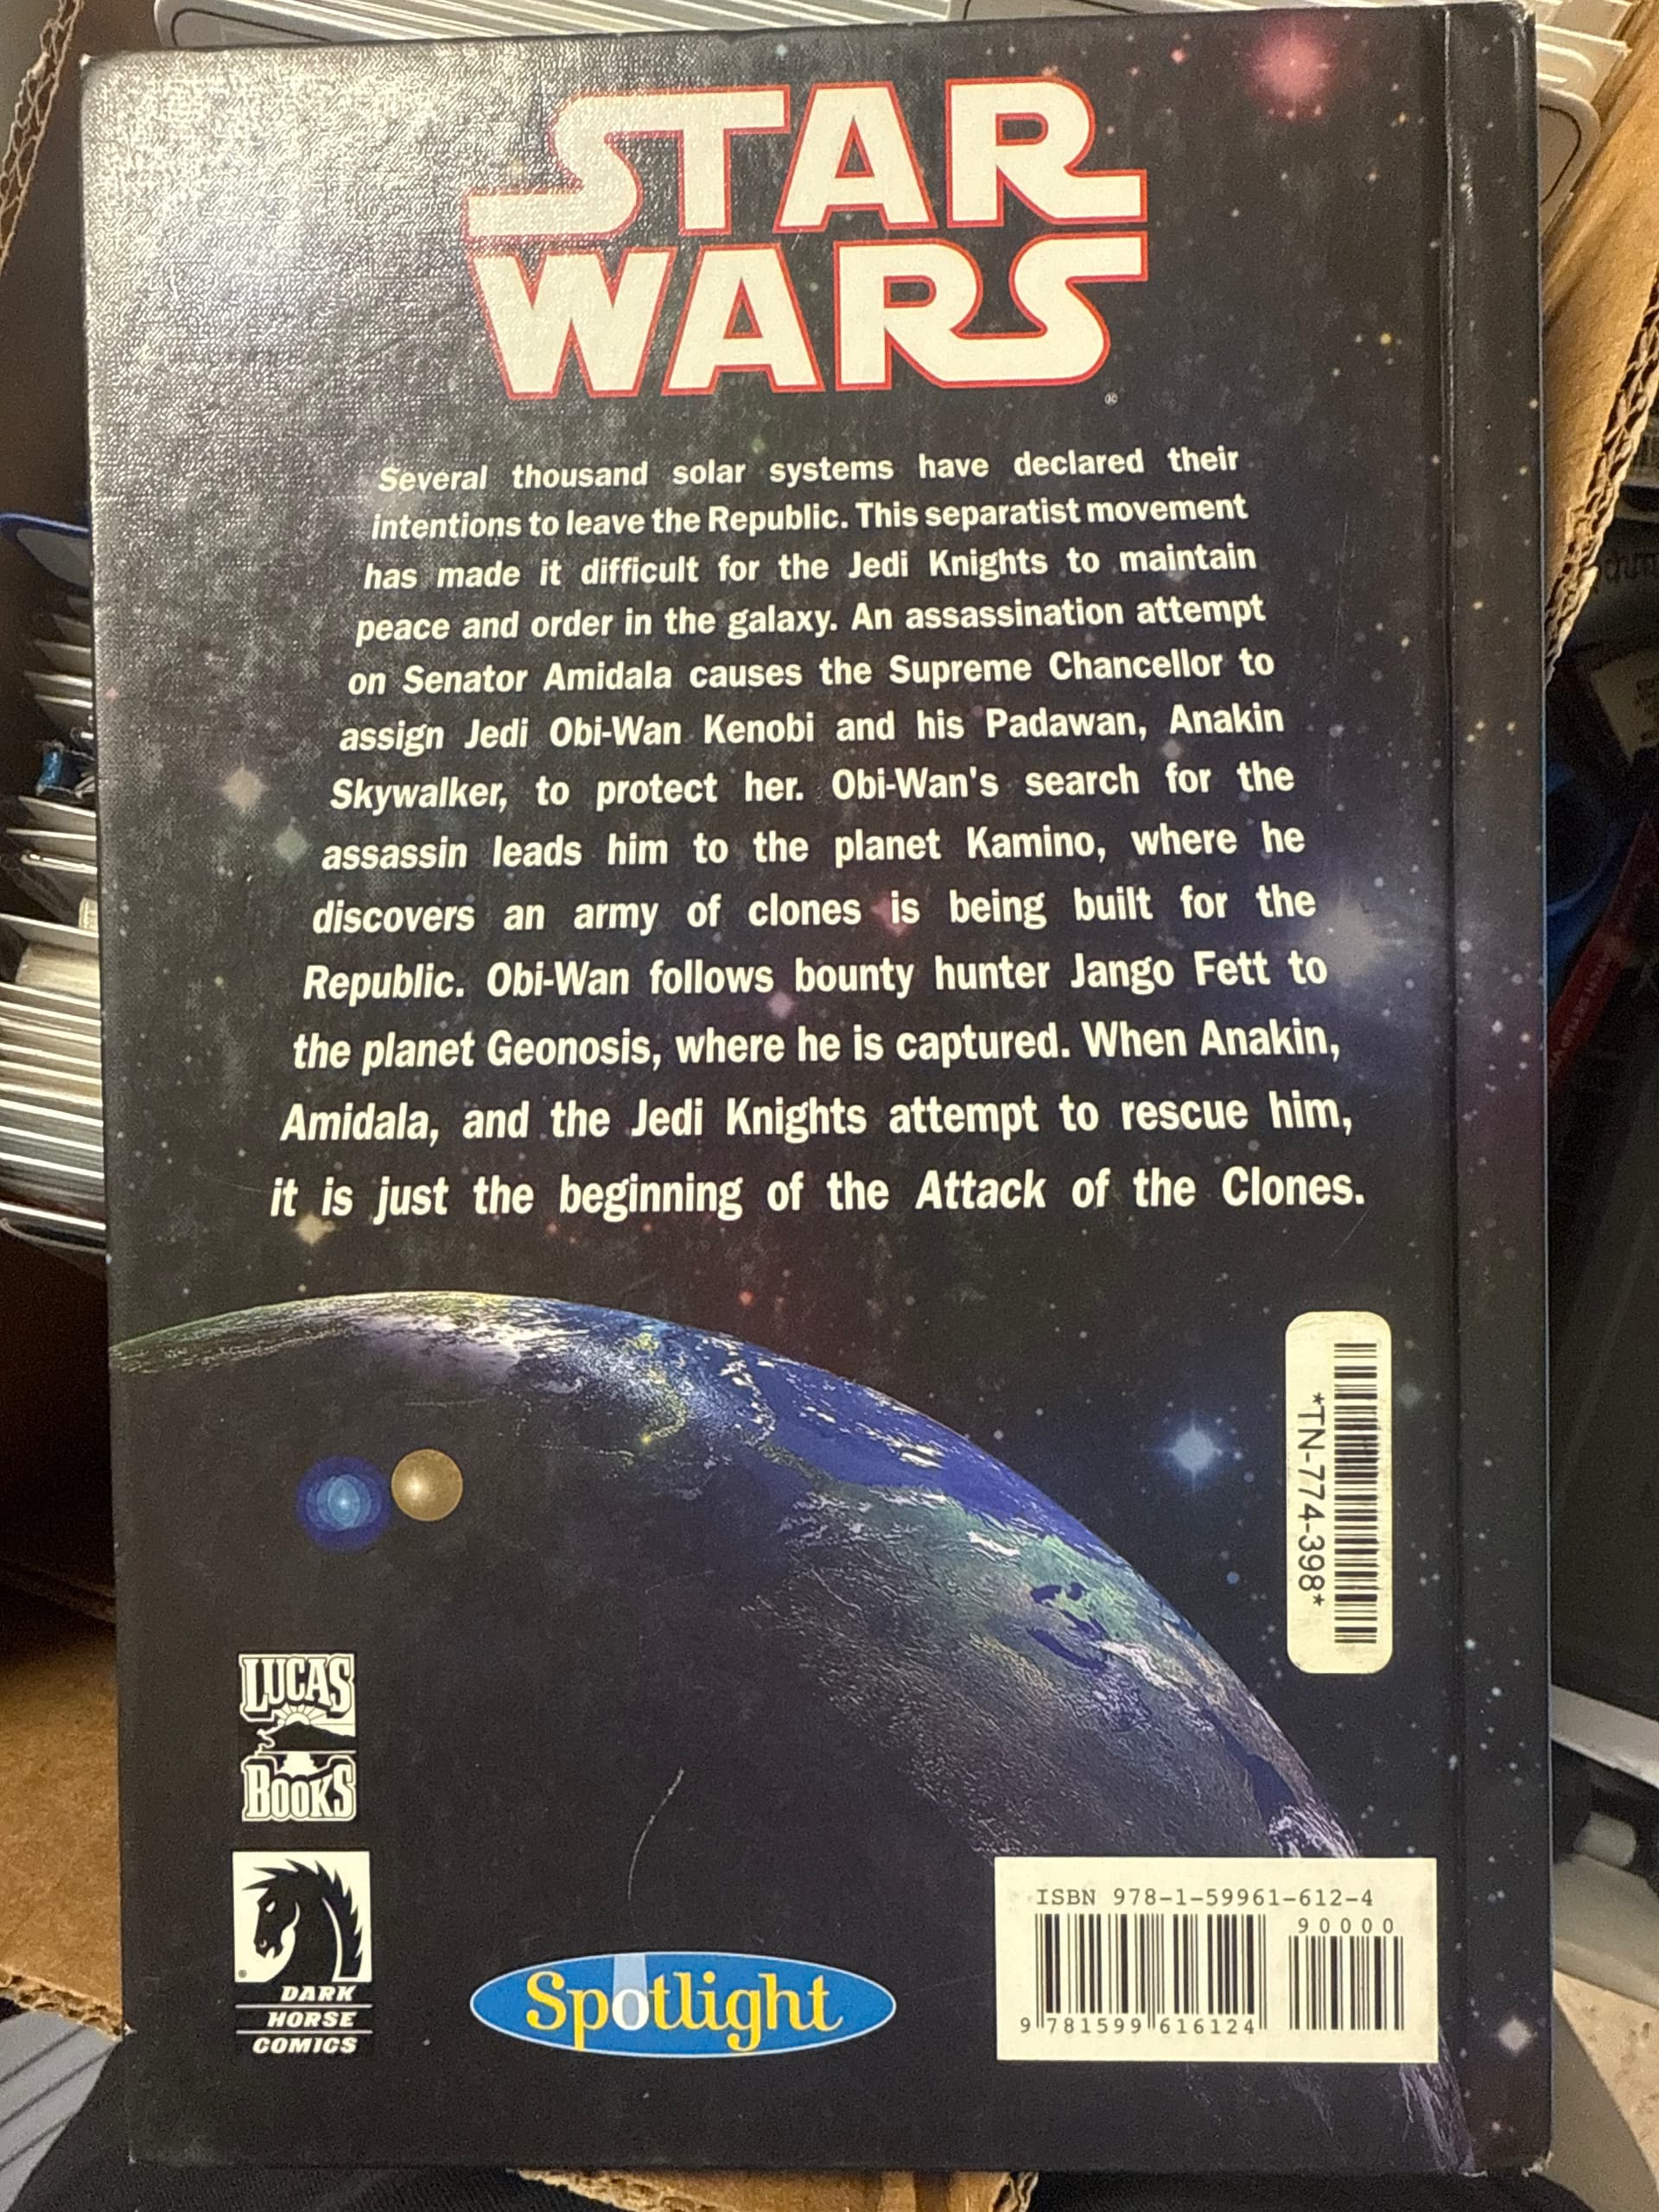 STAR
WARS
®
Several thousand solar systems have declared their
intentions to leave the Republic. This separatist movement
has made it difficult for the Jedi Knights to maintain
peace and order in the galaxy. An assassination attempt
on Senator Amidala causes the Supreme Chancellor to
assign Jedi Obi-Wan Kenobi and his Padawan, Anakin
Skywalker, to protect her. Obi-Wan's search for the
assassin leads him to the planet Kamino, where he
discovers an army of clones is being built for the
Republic. Obi-Wan follows bounty hunter Jango Fett to
the planet Geonosis, where he is captured. When Anakin,
Amidala, and the Jedi Knights attempt to rescue him,
it is just the beginning of the Attack of the Clones.
*TN-774-398*
LUCAS
BOOKS
®
DARK
HORSE
COMICS
Spotlight
ISBN 978-1-59961-612-4
90000
9 781599 616124